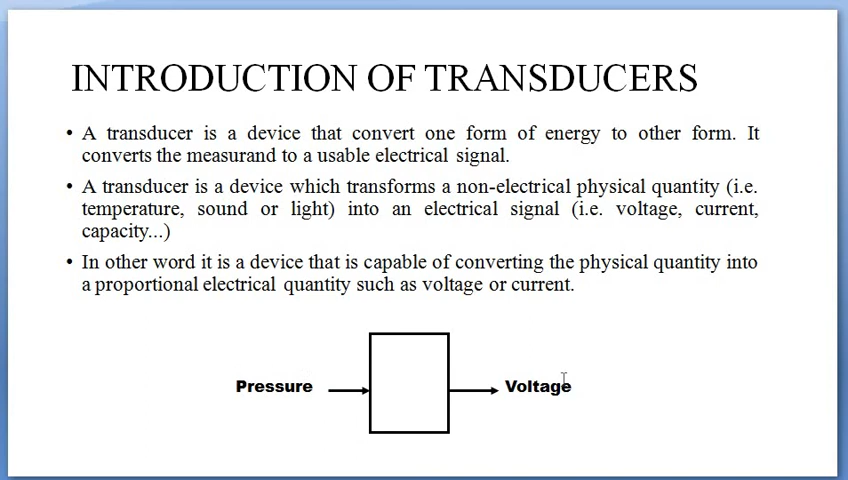 INTRODUCTION OF TRANSDUCERS
• A transducer is a device that convert one form of energy to other form. It
converts the measurand to a usable electrical signal.
• A transducer is a device which transforms a non-electrical physical quantity (i.e.
temperature, sound or light) into an electrical signal (i.e. voltage, current,
capacity...)
• In other word it is a device that is capable of converting the physical quantity into
a proportional electrical quantity such as voltage or current.
Pressure
Voltage